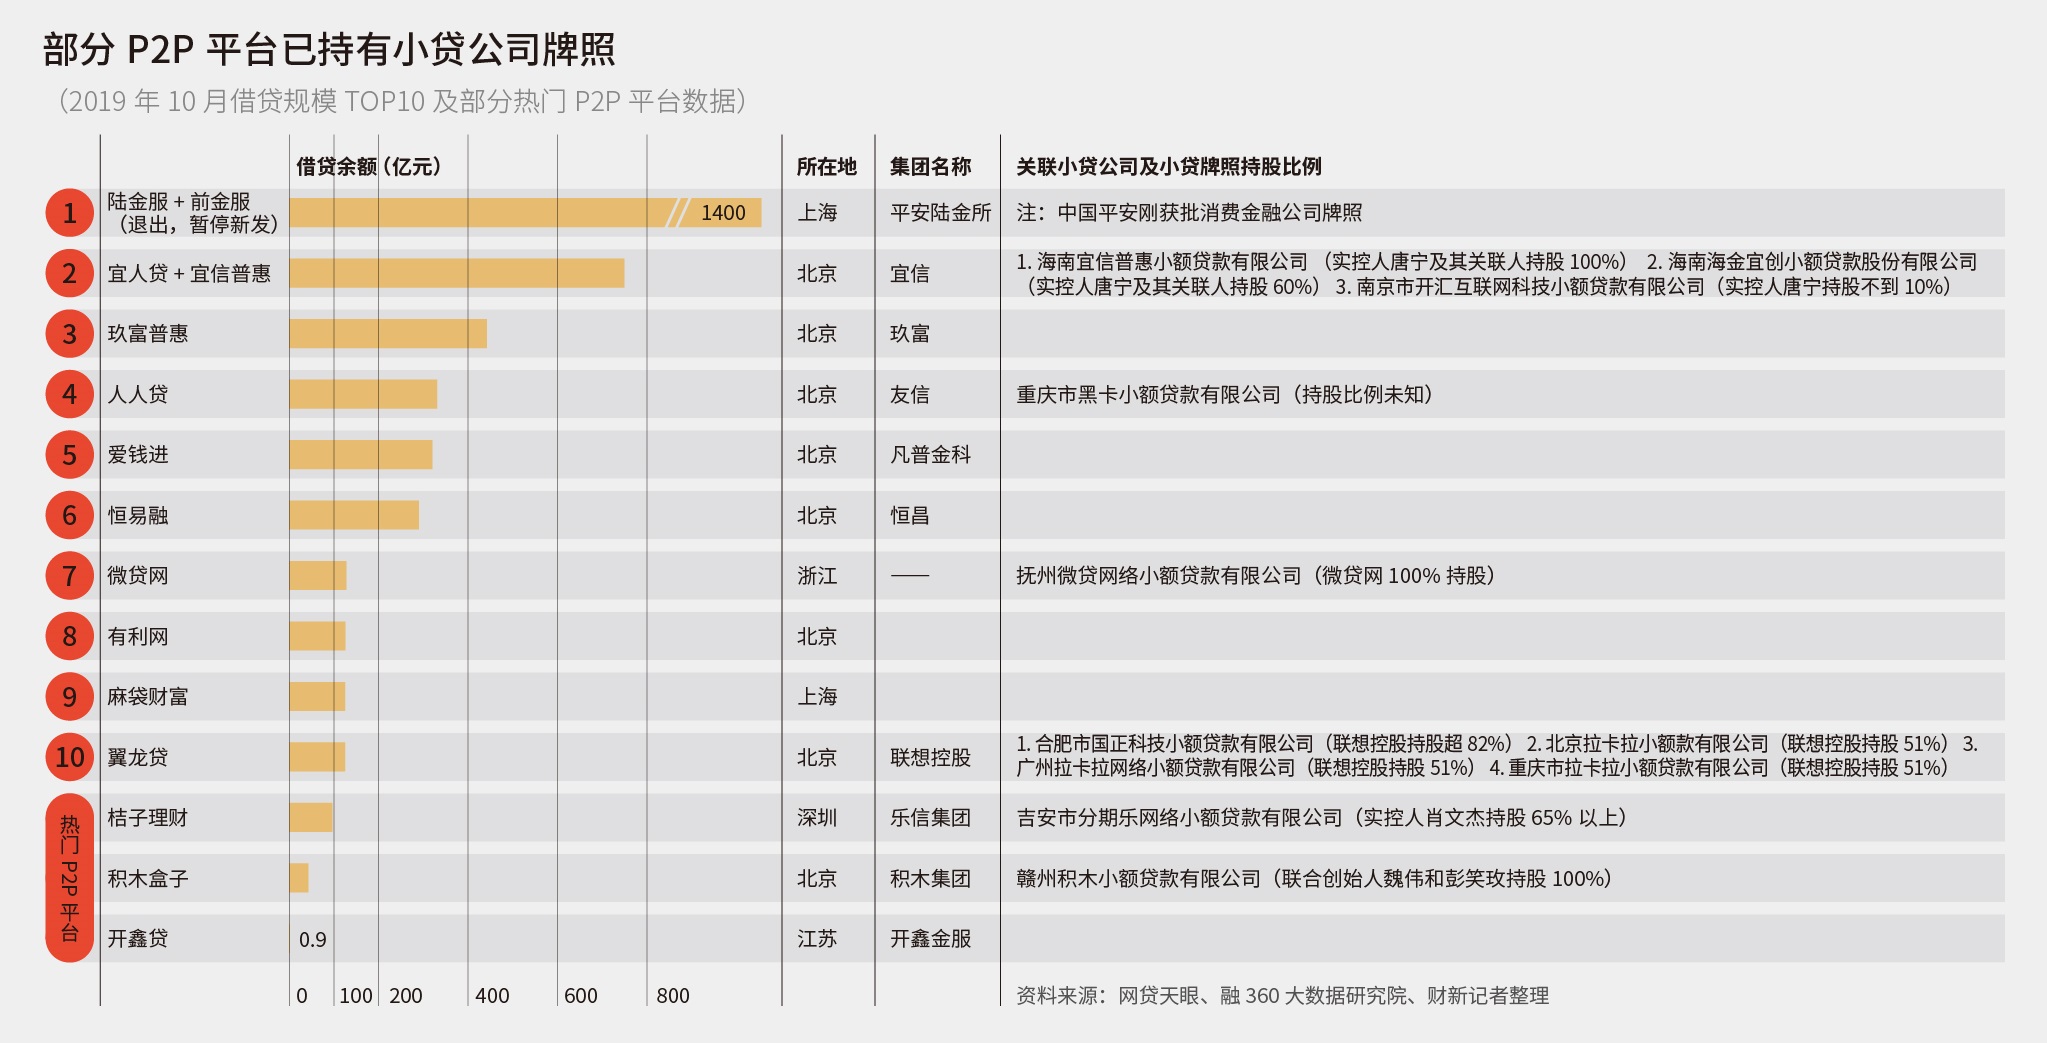 部分 P2P 平台已持有小贷公司牌照
（2019 年 10 月借贷规模 TOP10 及部分热门 P2P 平台数据）
借贷余额（亿元） 所在地 集团名称 关联小贷公司及小贷牌照持股比例
1 陆金服 + 前金服
（退出，暂停新发） 1400 上海 平安陆金所 注：中国平安刚获批消费金融公司牌照
2 宜人贷 + 宜信普惠 北京 宜信 1. 海南宜信普惠小额贷款有限公司 （实控人唐宁及其关联人持股 100%） 2. 海南海金宜创小额贷款股份有限公司
（实控人唐宁及其关联人持股 60%） 3. 南京市开汇互联网科技小额贷款有限公司（实控人唐宁持股不到 10%）
3 玖富普惠 北京 玖富
4 人人贷 北京 友信 重庆市黑卡小额贷款有限公司（持股比例未知）
5 爱钱进 北京 凡普金科
6 恒易融 北京 恒昌
7 微贷网 浙江 —— 抚州微贷网络小额贷款有限公司（微贷网 100% 持股）
8 有利网 北京
9 麻袋财富 上海
10 翼龙贷 北京 联想控股 1. 合肥市国正科技小额贷款有限公司（联想控股持股超 82%） 2. 北京拉卡拉小额款有限公司（联想控股持股 51%） 3.
广州拉卡拉网络小额贷款有限公司（联想控股持股 51%） 4. 重庆市拉卡拉小额贷款有限公司（联想控股持股 51%）
热门 P2P 平台
桔子理财 深圳 乐信集团 吉安市分期乐网络小额贷款有限公司（实控人肖文杰持股 65% 以上）
积木盒子 北京 积木集团 赣州积木小额贷款有限公司（联合创始人魏伟和彭笑玫持股 100%）
开鑫贷 0.9 江苏 开鑫金服
0 100 200 400 600 800
资料来源：网贷天眼、融 360 大数据研究院、财新记者整理